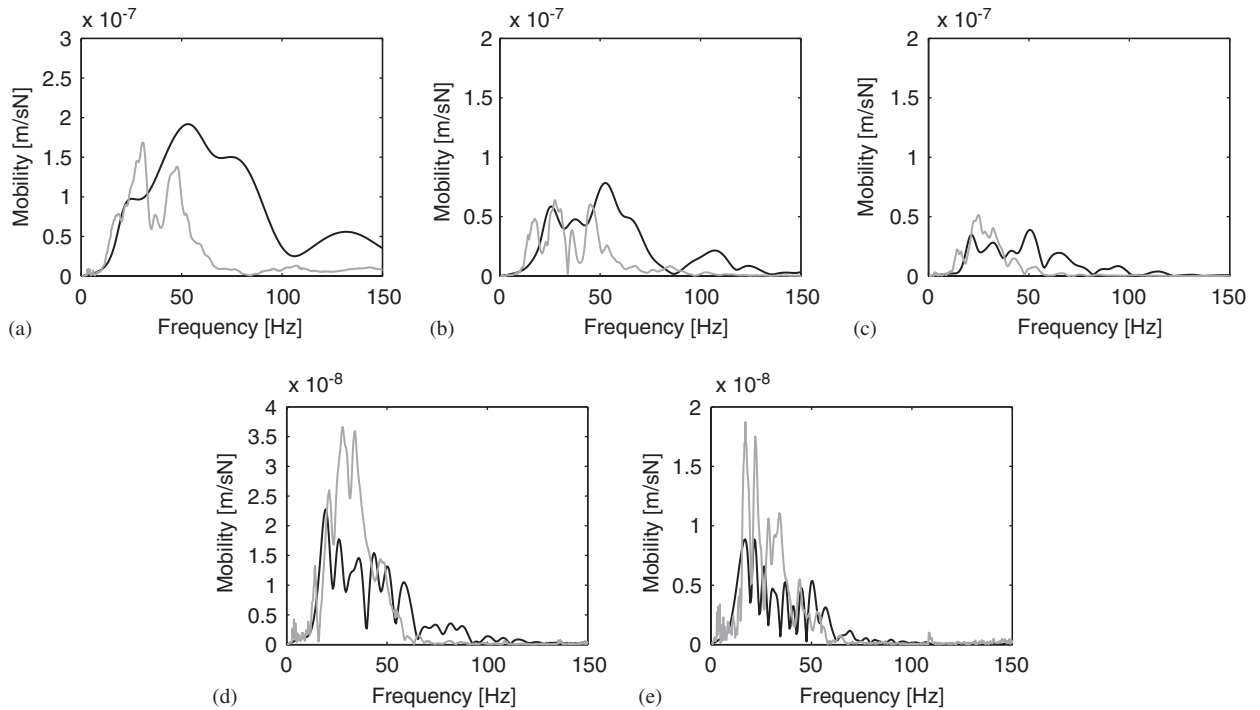 x 10-7
3
2.5
2
1.5
1
0.5
0
0 50 100 150
Mobility [m/sN]
Frequency [Hz]
(a)
x 10-7
2
1.5
1
0.5
0
0 50 100 150
Mobility [m/sN]
Frequency [Hz]
(b)
x 10-7
2
1.5
1
0.5
0
0 50 100 150
Mobility [m/sN]
Frequency [Hz]
(c)
x 10-8
4
3.5
3
2.5
2
1.5
1
0.5
0
0 50 100 150
Mobility [m/sN]
Frequency [Hz]
(d)
x 10-8
2
1.5
1
0.5
0
0 50 100 150
Mobility [m/sN]
Frequency [Hz]
(e)